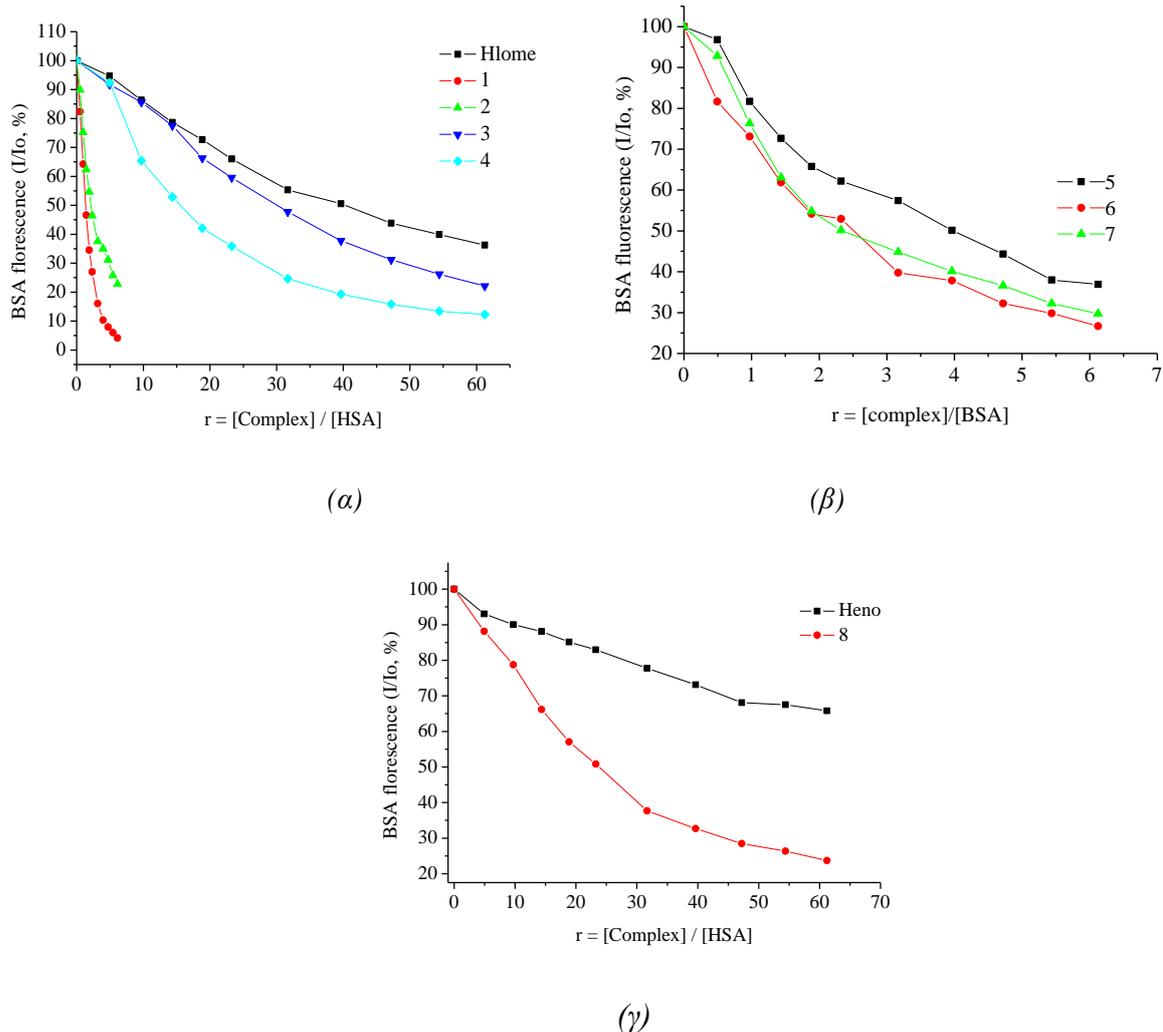 BSA florescence (I/Io, %)
110
100
90
80
70
60
50
40
30
20
10
0
0 10 20 30 40 50 60
r = [Complex] / [HSA]
Hlome
1
2
3
4
(α)
BSA fluorescence (I/Io, %)
100
90
80
70
60
50
40
30
20
0 1 2 3 4 5 6 7
r = [complex]/[BSA]
5
6
7
(β)
BSA florescence (I/Io, %)
100
90
80
70
60
50
40
30
20
0 10 20 30 40 50 60 70
r = [Complex] / [HSA]
Heno
8
(γ)